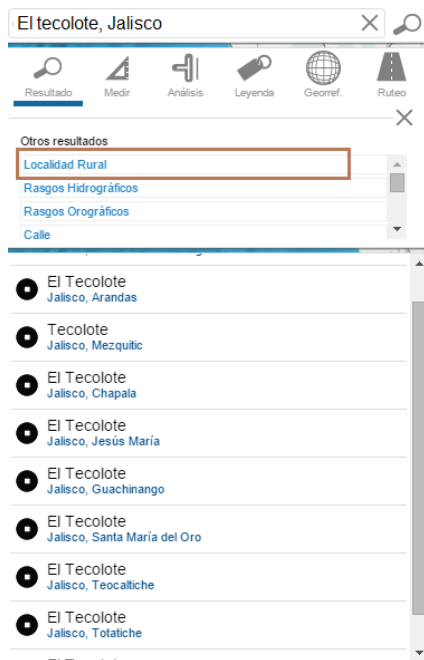 El tecolote, Jalisco
Resultado Medir Análisis Leyenda Georref. Ruteo
Otros resultados
Localidad Rural
Rasgos Hidrográficos
Rasgos Orográficos
Calle
El Tecolote
Jalisco, Arandas
Tecolote
Jalisco, Mezquitic
El Tecolote
Jalisco, Chapala
El Tecolote
Jalisco, Jesús María
El Tecolote
Jalisco, Guachinango
El Tecolote
Jalisco, Santa María del Oro
El Tecolote
Jalisco, Teocaltiche
El Tecolote
Jalisco, Totatiche